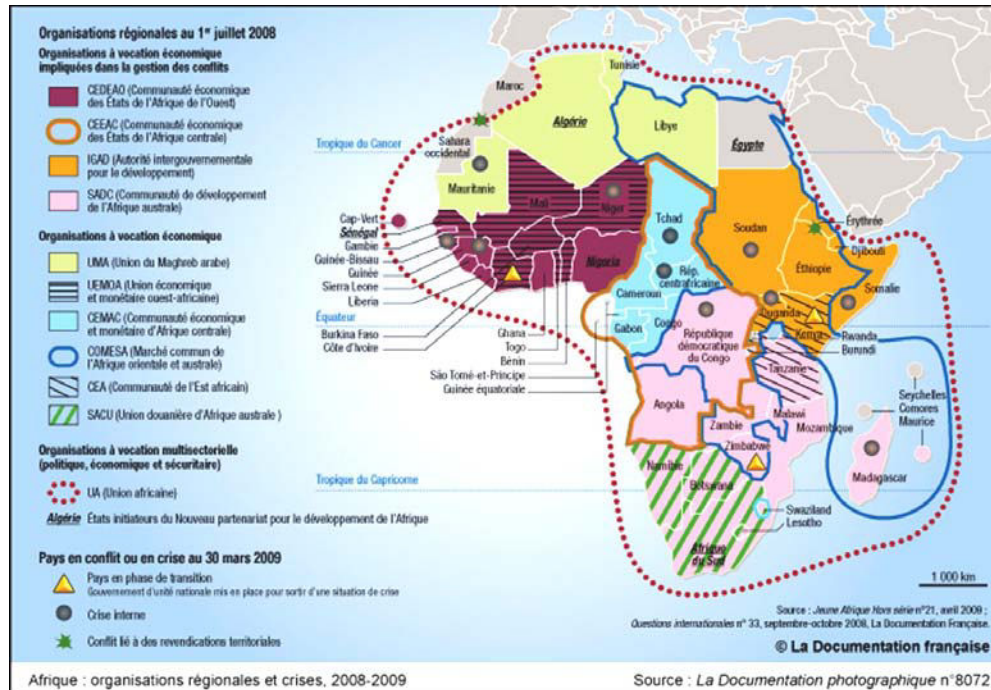 Organisations régionales au 1er juillet 2008
Organisations à vocation économique
impliquées dans la gestion des conflits
CEDEAO (Communauté économique
des États de l'Afrique de l'Ouest)
CEEAC (Communauté économique
des États de l'Afrique centrale)
IGAD (Autorité intergouvernementale
pour le développement)
SADC (Communauté de développement
de l'Afrique australe)
Organisations à vocation économique
UMA (Union du Maghreb arabe)
UEMOA (Union économique
et monétaire ouest-africaine)
CEMAC (Communauté économique
et monétaire d'Afrique centrale)
COMESA (Marché commun de
l'Afrique orientale et australe)
CEA (Communauté de l'Est africain)
SACU (Union douanière d'Afrique australe )
Organisations à vocation multisectorielle
(politique, économique et sécuritaire)
UA (Union africaine)
Algérie États initiateurs du Nouveau partenariat pour le développement de l'Afrique
Pays en conflit ou en crise au 30 mars 2009
Pays en phase de transition
Gouvernement d'unité nationale mis en place pour sortir d'une situation de crise
Crise interne
Conflit lié à des revendications territoriales
Tunisie
Maroc
Algérie
Libye
Égypte
Tropique du Cancer
Sahara
occidental
Mauritanie
Mali
Niger
Tchad
Soudan
Érythrée
Djibouti
Cap-Vert
Sénégal
Gambie
Guinée-Bissau
Guinée
Sierra Leone
Liberia
Nigeria
Éthiopie
Somalie
Rép.
centrafricaine
Cameroun
Équateur
Burkina Faso
Côte d'Ivoire
Ghana
Togo
Bénin
São Tomé-et-Principe
Guinée équatoriale
Gabon
Congo
République
démocratique
du Congo
Ouganda
Kenya
Rwanda
Burundi
Tanzanie
Seychelles
Comores
Maurice
Angola
Zambie
Malawi
Mozambique
Zimbabwe
Madagascar
Namibie
Botswana
Tropique du Capricorne
Swaziland
Lesotho
Afrique
du Sud
1 000 km
Source : Jeune Afrique Hors série n°21, avril 2009 ;
Questions internationales n° 33, septembre-octobre 2008, La Documentation Française.
© La Documentation française
Afrique : organisations régionales et crises, 2008-2009
Source : La Documentation photographique n°8072